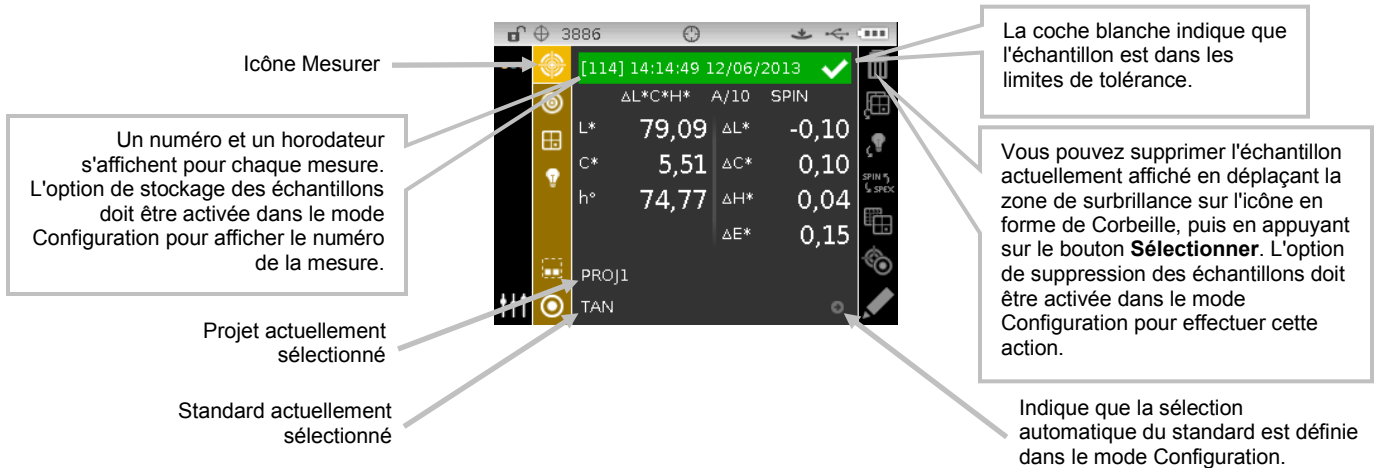 Icône Mesurer
Un numéro et un horodateur
s'affichent pour chaque mesure.
L'option de stockage des échantillons
doit être activée dans le mode
Configuration pour afficher le numéro
de la mesure.
Projet actuellement
sélectionné
Standard actuellement
sélectionné
3886
[114] 14:14:49 12/06/2013
ΔL*C*H* A/10 SPIN
L* 79,09 ΔL* -0,10
C* 5,51 ΔC* 0,10
h° 74,77 ΔH* 0,04
ΔE* 0,15
PROJ1
TAN
SPIN
SPEX
La coche blanche indique que
l'échantillon est dans les
limites de tolérance.
Vous pouvez supprimer l'échantillon
actuellement affiché en déplaçant la
zone de surbrillance sur l'icône en
forme de Corbeille, puis en appuyant
sur le bouton Sélectionner. L'option
de suppression des échantillons doit
être activée dans le mode
Configuration pour effectuer cette
action.
Indique que la sélection
automatique du standard est définie
dans le mode Configuration.